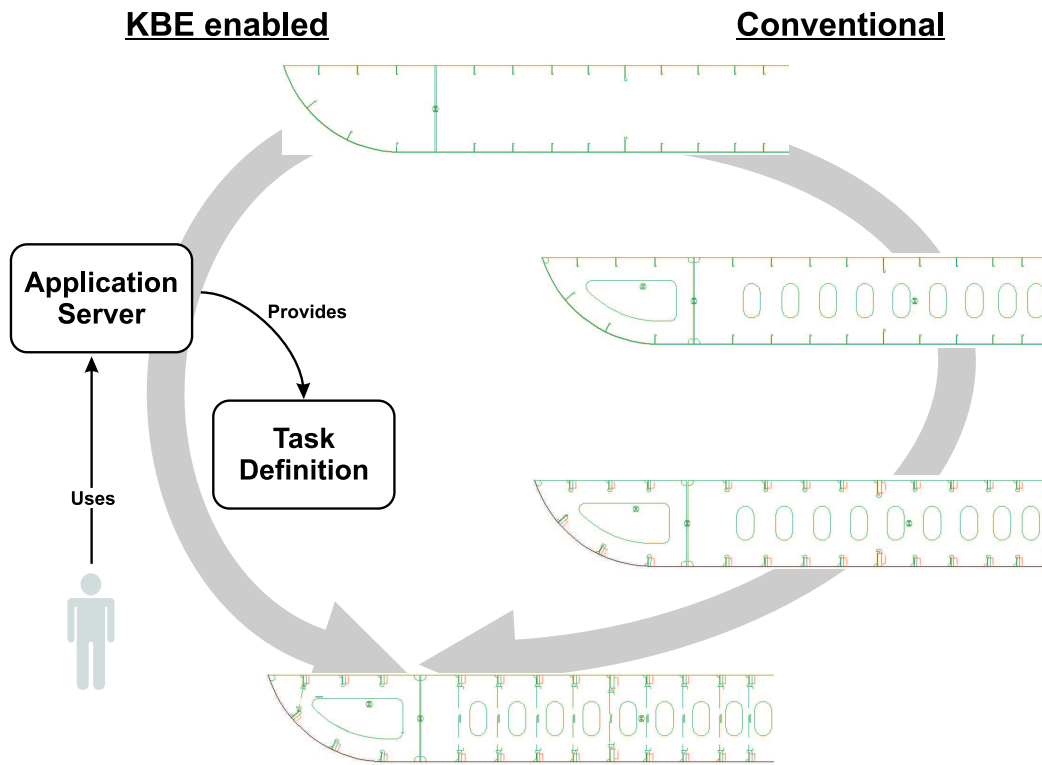 KBE enabled
Conventional
Application
Server
Provides
Task
Definition
Uses